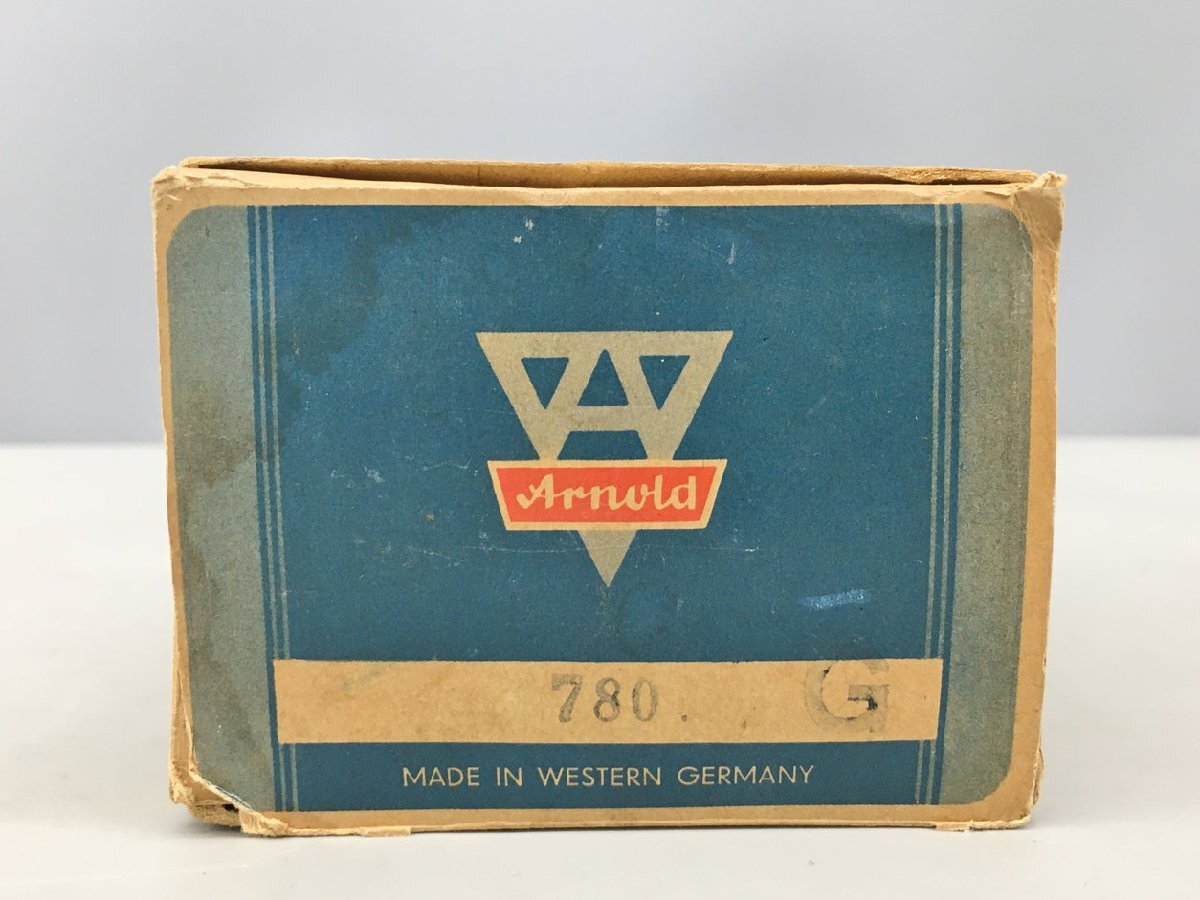 A
Arnold
780. G
MADE IN WESTERN GERMANY